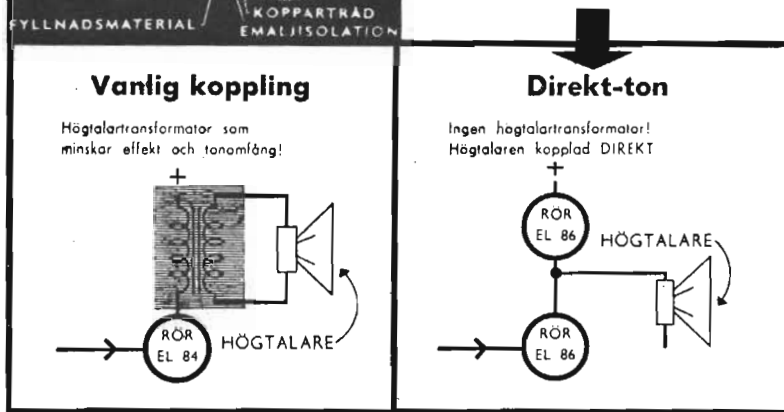 FYLLNADSMATERIAL
KOPPARTRÅD
EMALJISOLATION
Vanlig koppling
Högtalartransformator som
minskar effekt och tonomfång!
+
RÖR
EL 84
HÖGTALARE
Direkt-ton
Ingen högtalartransformator!
Högtalaren kopplad DIREKT
+
RÖR
EL 86
HÖGTALARE
RÖR
EL 86